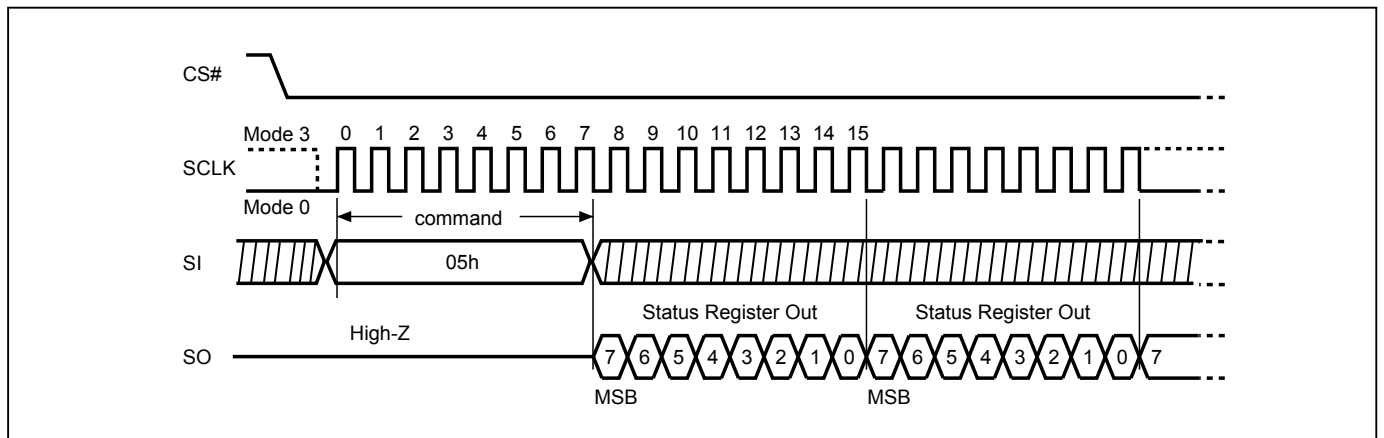 CS#
Mode 3 0 1 2 3 4 5 6 7 8 9 10 11 12 13 14 15
SCLK
Mode 0
command
SI 05h
Status Register Out Status Register Out
High-Z
SO 7 6 5 4 3 2 1 0 7 6 5 4 3 2 1 0 7
MSB MSB